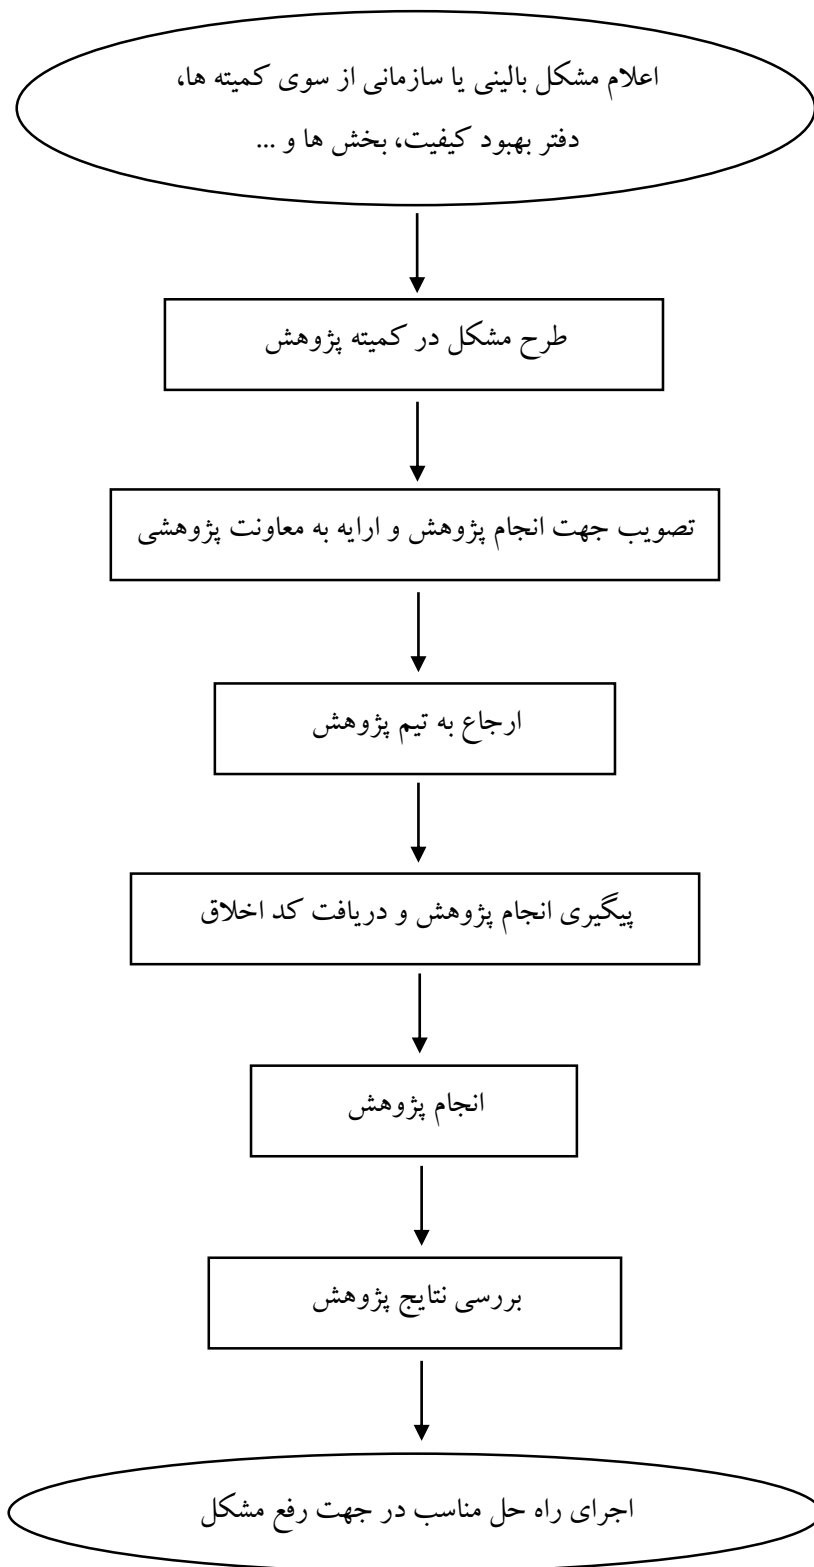 اعلام مشکل بالینی یا سازمانی از سوی کمیته ها،
دفتر بهبود کیفیت، بخش ها و ...
طرح مشکل در کمیته پژوهش
تصویب جهت انجام پژوهش و ارایه به معاونت پژوهشی
ارجاع به تیم پژوهش
پیگیری انجام پژوهش و دریافت کد اخلاق
انجام پژوهش
بررسی نتایج پژوهش
اجرای راه حل مناسب در جهت رفع مشکل